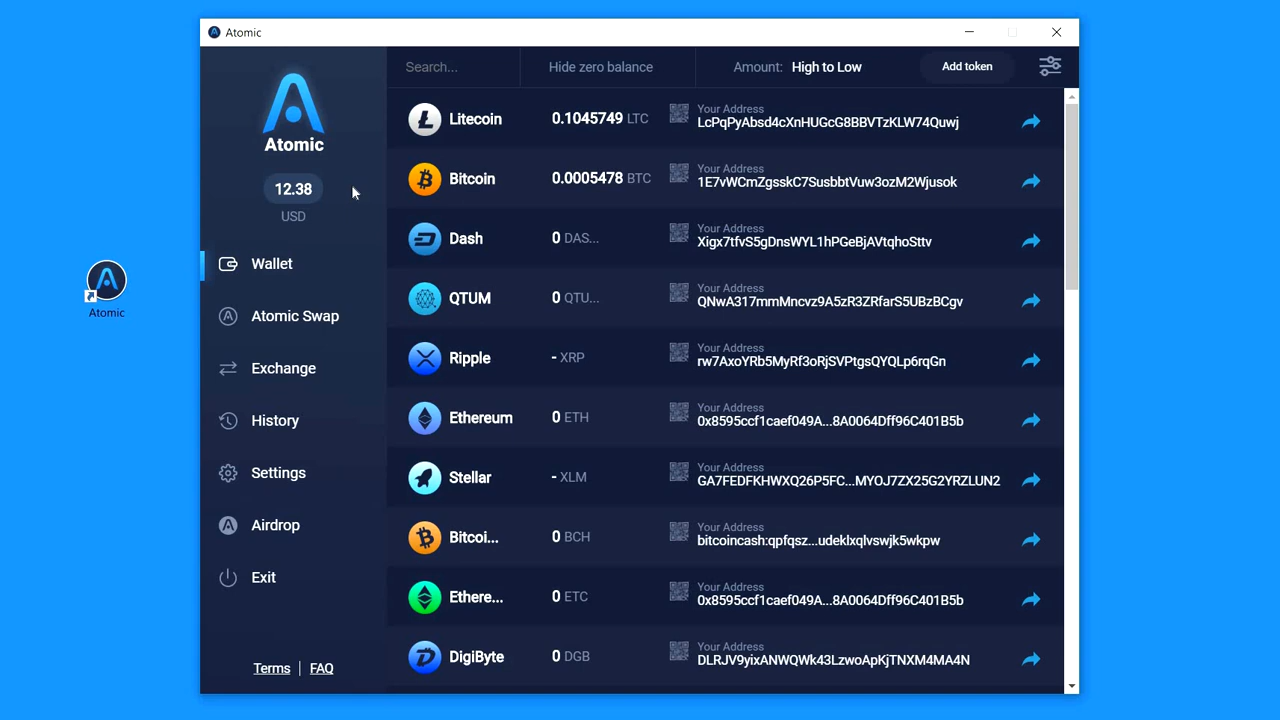 Atomic
Search...
Hide zero balance
Amount: High to Low
Add token
Atomic
12.38
USD
Wallet
Atomic Swap
Exchange
History
Settings
Airdrop
Exit
Terms | FAQ
Atomic
Litecoin 0.1045749 LTC
Your Address
LcPqPyAbsd4cXnHUGcG8BBVTzKLW74Quwj
Bitcoin 0.0005478 BTC
Your Address
1E7vWCmZgsskC7SusbbtVuw3ozM2Wjusok
Dash 0 DAS...
Your Address
Xigx7tfvS5gDnsWYL1hPGeBjAVtqhoSttv
QTUM 0 QTU...
Your Address
QNwA317mmMncvz9A5zR3ZRfarS5UBzBCgv
Ripple - XRP
Your Address
rw7AxoYRb5MyRf3oRjSVPtgsQYQLp6rqGn
Ethereum 0 ETH
Your Address
0x8595ccf1caef049A...8A0064Dff96C401B5b
Stellar - XLM
Your Address
GA7FEDFKHWXQ26P5FC...MYOJ7ZX25G2YRZLUN2
Bitcoi... 0 BCH
Your Address
bitcoincash:qpfqsz...udeklxqlvswjk5wkpw
Ethere... 0 ETC
Your Address
0x8595ccf1caef049A...8A0064Dff96C401B5b
DigiByte 0 DGB
Your Address
DLRJV9yixANWQWk43LzwoApKjTNXM4MA4N